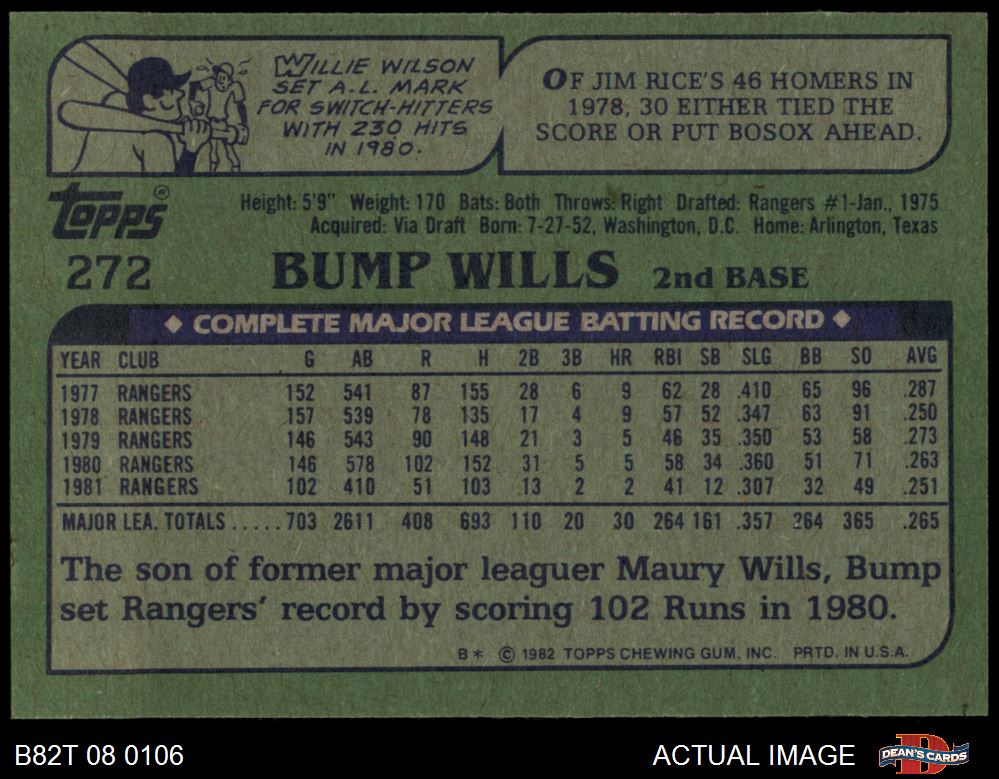 WILLIE WILSON
SET A.L. MARK
FOR SWITCH-HITTERS
WITH 230 HITS
IN 1980.
OF JIM RICE'S 46 HOMERS IN
1978, 30 EITHER TIED THE
SCORE OR PUT BOSOX AHEAD.
Topps®
Height: 5'9" Weight: 170 Bats: Both Throws: Right Drafted: Rangers #1-Jan., 1975
Acquired: Via Draft Born: 7-27-52, Washington, D.C. Home: Arlington, Texas
272 BUMP WILLS 2nd BASE
◆ COMPLETE MAJOR LEAGUE BATTING RECORD ◆
YEAR CLUB G AB R H 2B 3B HR RBI SB SLG BB SO AVG
1977 RANGERS 152 541 87 155 28 6 9 62 28 .410 65 96 .287
1978 RANGERS 157 539 78 135 17 4 9 57 52 .347 63 91 .250
1979 RANGERS 146 543 90 148 21 3 5 46 35 .350 53 58 .273
1980 RANGERS 146 578 102 152 31 5 5 58 34 .360 51 71 .263
1981 RANGERS 102 410 51 103 13 2 2 41 12 .307 32 49 .251
MAJOR LEA. TOTALS .....703 2611 408 693 110 20 30 264 161 .357 264 365 .265
The son of former major leaguer Maury Wills, Bump
set Rangers' record by scoring 102 Runs in 1980.
B* © 1982 TOPPS CHEWING GUM, INC. PRTD. IN U.S.A.
B82T 08 0106 ACTUAL IMAGE D DEAN'S CARDS